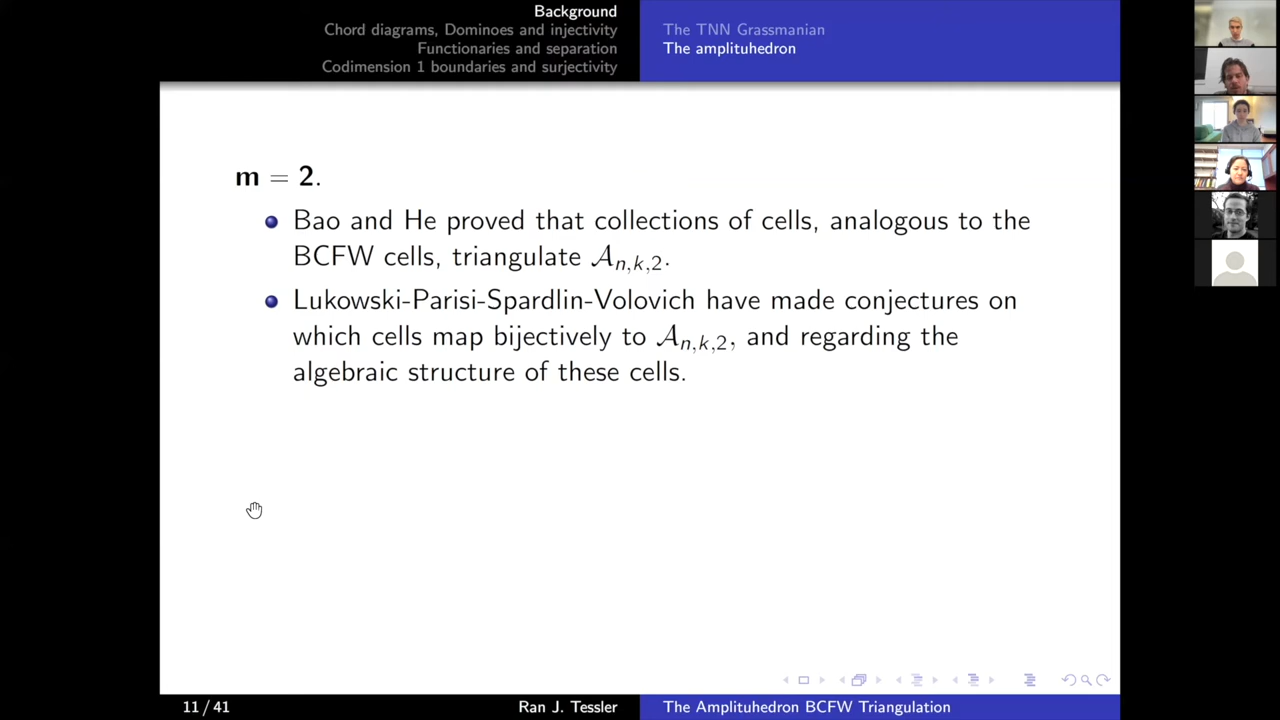 Background
Chord diagrams, Dominoes and injectivity
Functionaries and separation
Codimension 1 boundaries and surjectivity
The TNN Grassmanian
The amplituhedron
m = 2.
Bao and He proved that collections of cells, analogous to the
BCFW cells, triangulate 𝒜n,k,2.
Lukowski-Parisi-Spardlin-Volovich have made conjectures on
which cells map bijectively to 𝒜n,k,2, and regarding the
algebraic structure of these cells.
11 / 41
Ran J. Tessler
The Amplituhedron BCFW Triangulation